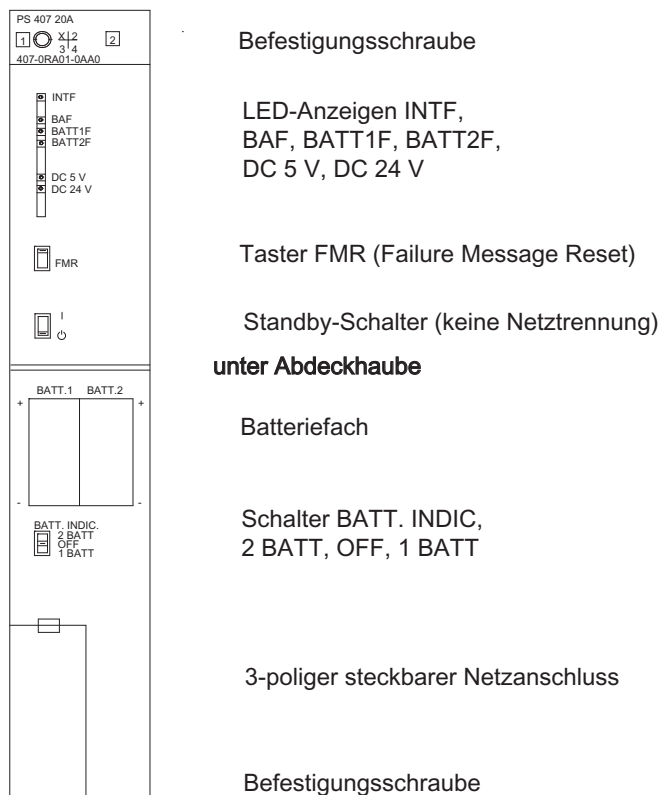 PS 407 20A
1 X 2 2
3 4
407-0RA01-0AA0
Befestigungsschraube
INTF
BAF
BATT1F
BATT2F
DC 5 V
DC 24 V
LED-Anzeigen INTF,
BAF, BATT1F, BATT2F,
DC 5 V, DC 24 V
FMR
Taster FMR (Failure Message Reset)
I
Standby-Schalter (keine Netztrennung)
unter Abdeckhaube
BATT.1 BATT.2
+ +
Batteriefach
- -
BATT. INDIC.
2 BATT
OFF
1 BATT
Schalter BATT. INDIC,
2 BATT, OFF, 1 BATT
3-poliger steckbarer Netzanschluss
Befestigungsschraube